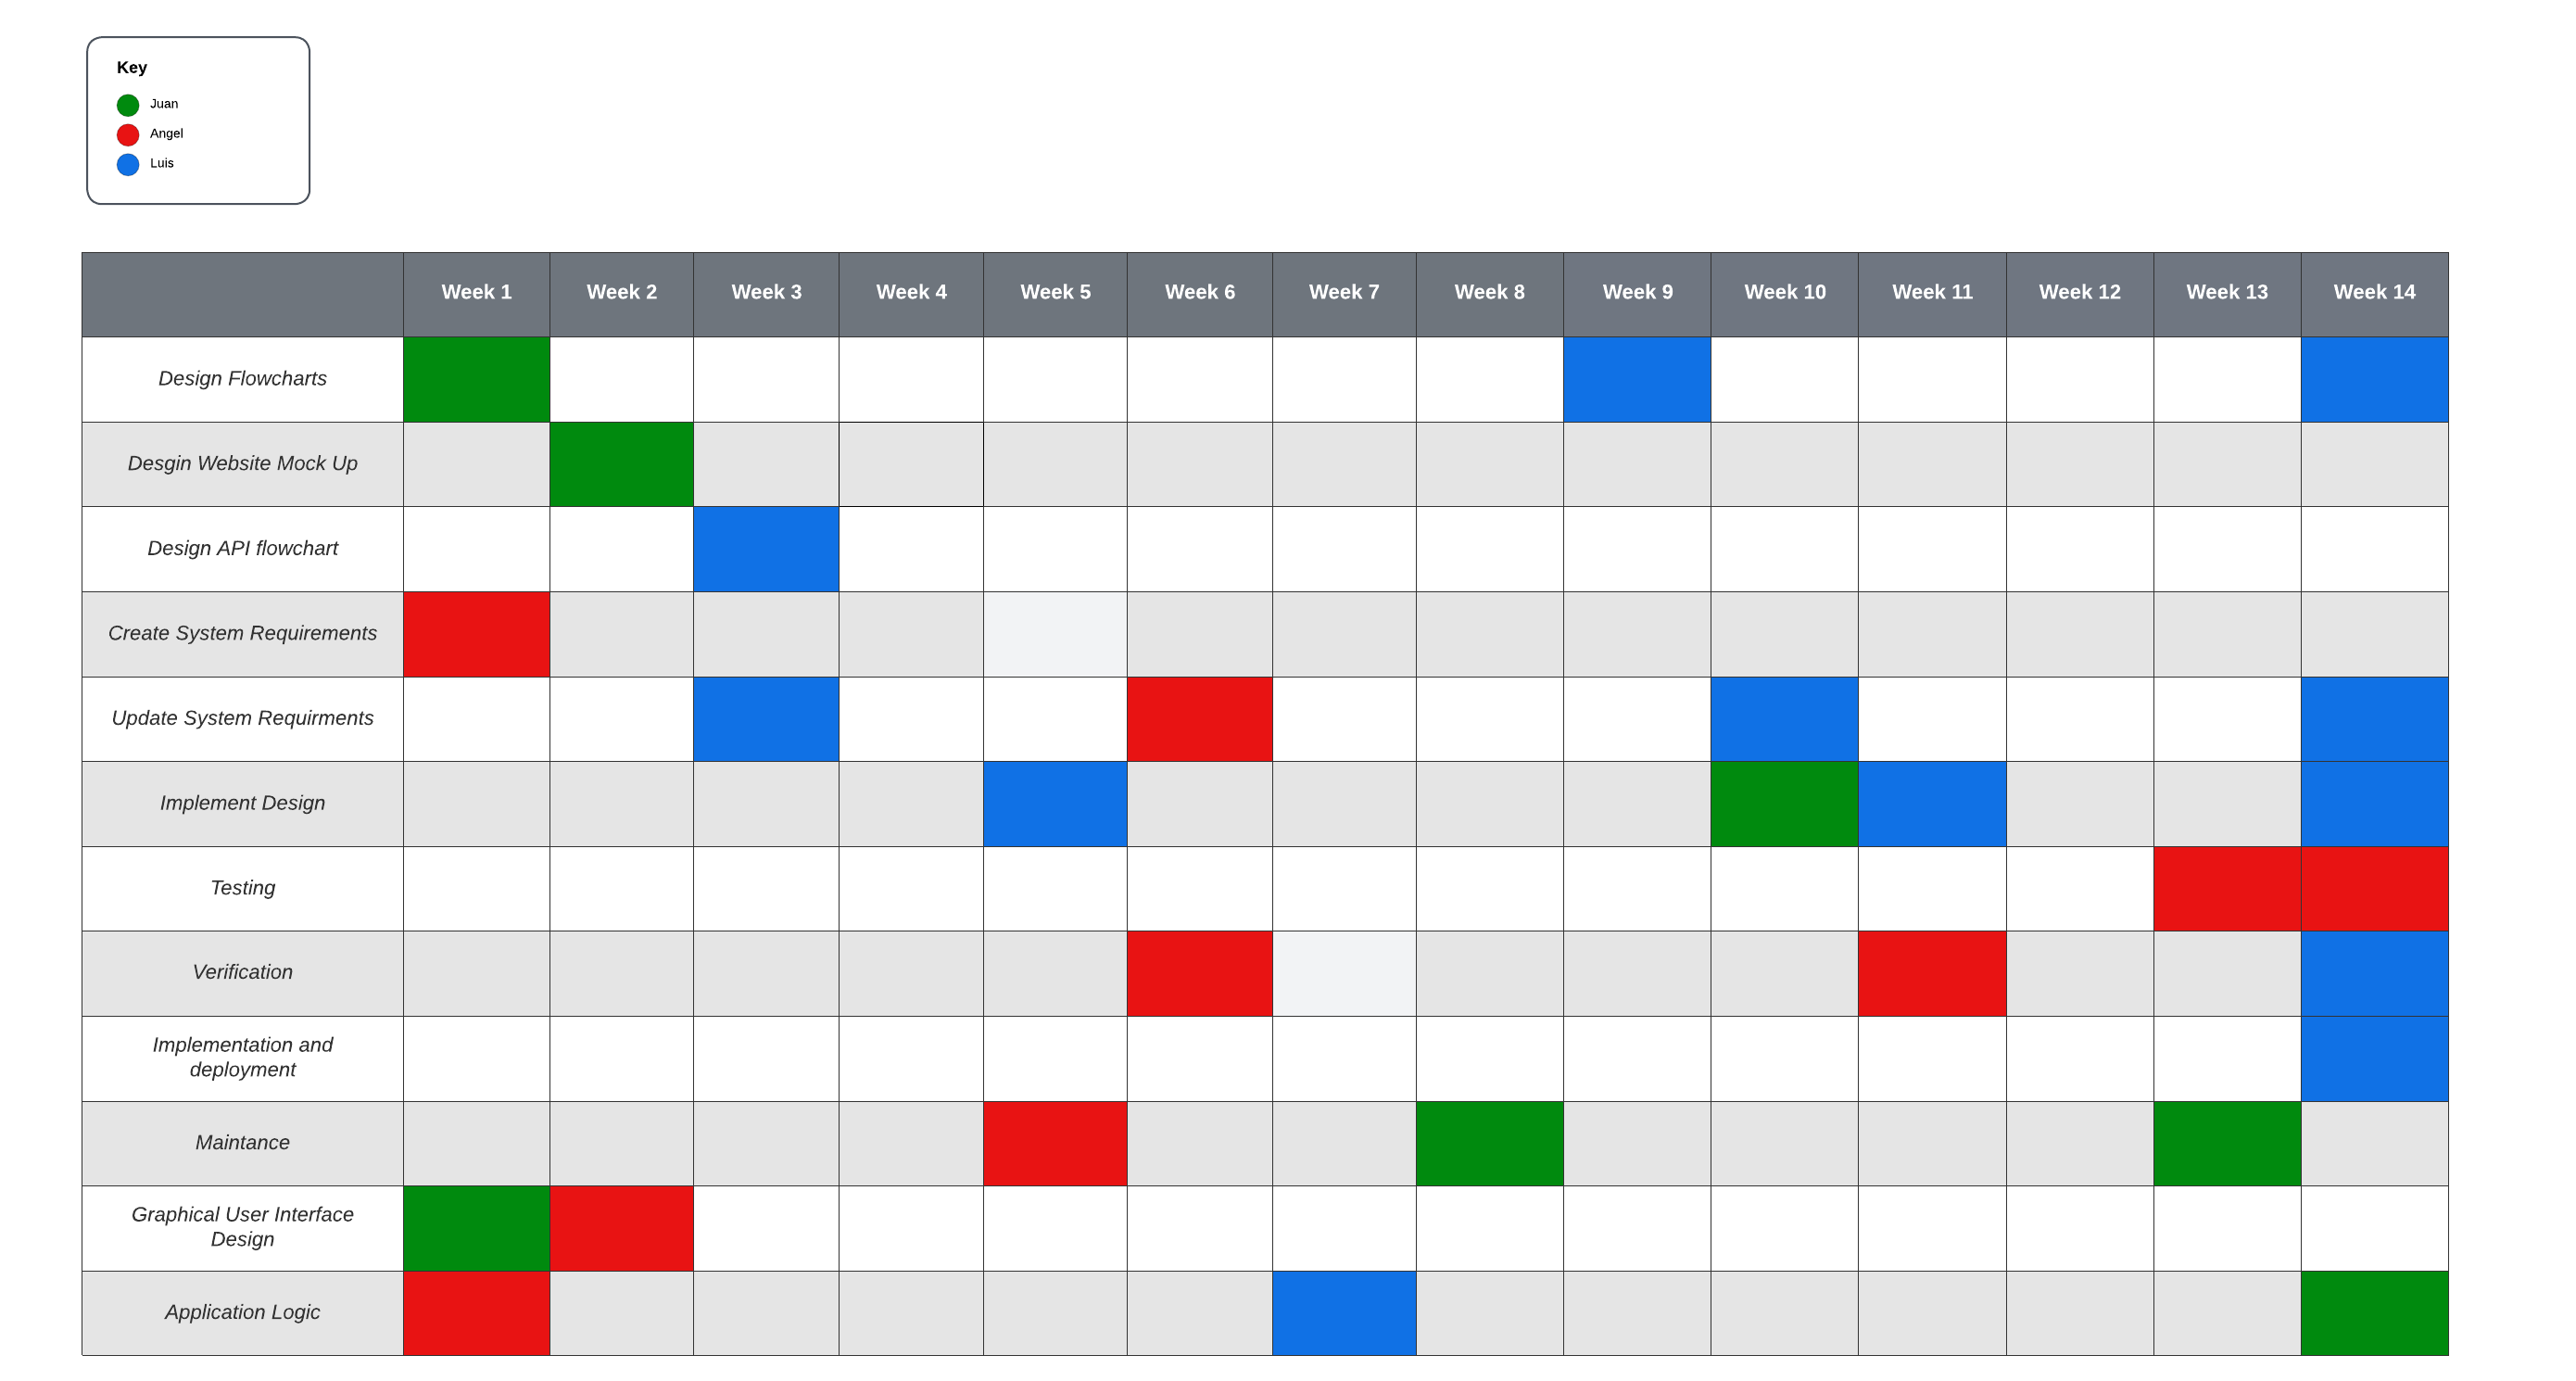 Key
Juan
Angel
Luis
Week 1 Week 2 Week 3 Week 4 Week 5 Week 6 Week 7 Week 8 Week 9 Week 10 Week 11 Week 12 Week 13 Week 14
Design Flowcharts
Desgin Website Mock Up
Design API flowchart
Create System Requirements
Update System Requirments
Implement Design
Testing
Verification
Implementation and
deployment
Maintance
Graphical User Interface
Design
Application Logic